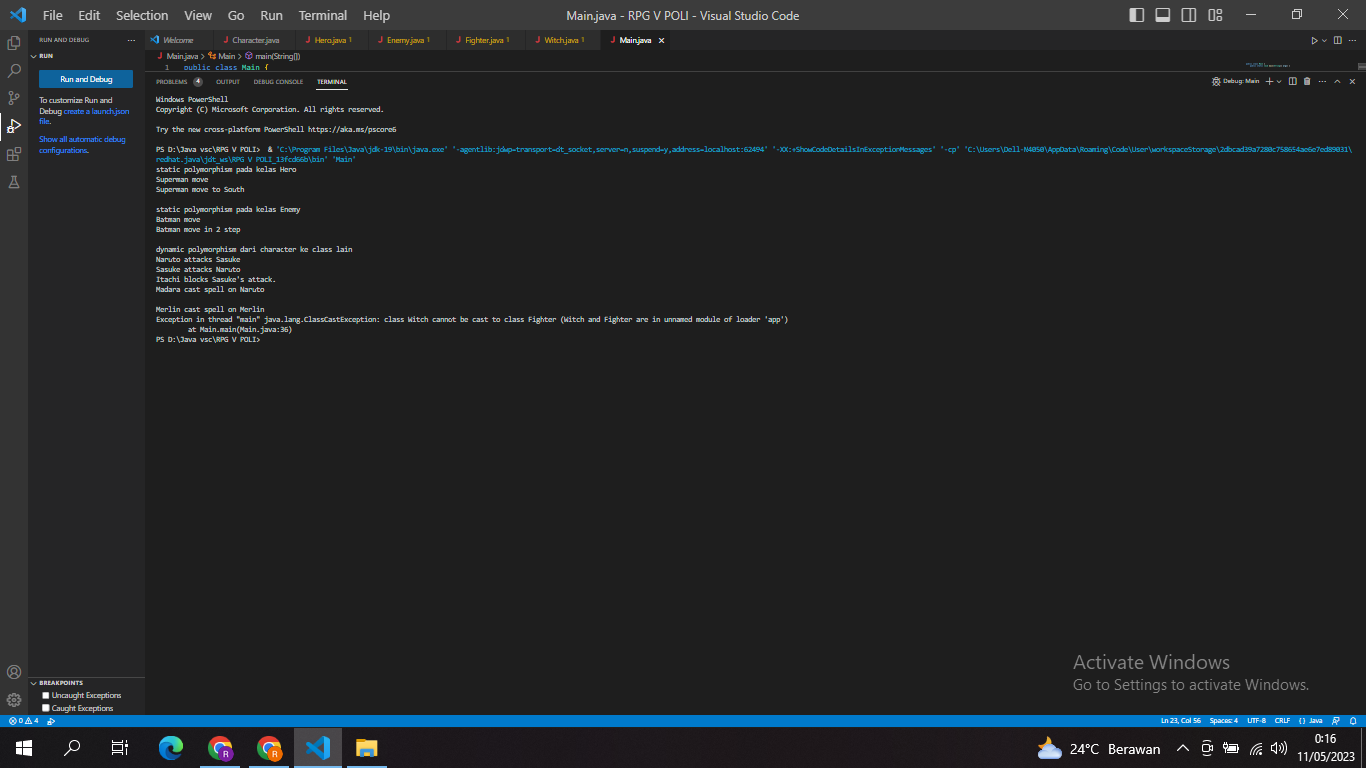 File Edit Selection View Go Run Terminal Help
Main.java - RPG V POLI - Visual Studio Code
RUN AND DEBUG ...
RUN
Run and Debug
To customize Run and
Debug create a launch.json
file.
Show all automatic debug
configurations.
Welcome Character.java Hero.java 1 Enemy.java 1 Fighter.java 1 Witch.java 1 Main.java
Main.java > Main > main(String[])
1 public class Main {
PROBLEMS 4 OUTPUT DEBUG CONSOLE TERMINAL
Debug: Main
Windows PowerShell
Copyright (C) Microsoft Corporation. All rights reserved.
Try the new cross-platform PowerShell https://aka.ms/pscore6
PS D:\Java vsc\RPG V POLI> & 'C:\Program Files\Java\jdk-19\bin\java.exe' '-agentlib:jdwp=transport=dt_socket,server=n,suspend=y,address=localhost:62494' '-XX:+ShowCodeDetailsInExceptionMessages' '-cp' 'C:\Users\Dell-N4050\AppData\Roaming\Code\User\workspaceStorage\2dbcad39a7280c758654ae6e7ed89031\
redhat.java\jdt_ws\RPG V POLI_13fcd66b\bin' 'Main'
static polymorphism pada kelas Hero
Superman move
Superman move to South
static polymorphism pada kelas Enemy
Batman move
Batman move in 2 step
dynamic polymorphism dari character ke class lain
Naruto attacks Sasuke
Sasuke attacks Naruto
Itachi blocks Sasuke's attack.
Madara cast spell on Naruto
Merlin cast spell on Merlin
Exception in thread "main" java.lang.ClassCastException: class Witch cannot be cast to class Fighter (Witch and Fighter are in unnamed module of loader 'app')
at Main.main(Main.java:36)
PS D:\Java vsc\RPG V POLI>
Activate Windows
Go to Settings to activate Windows.
BREAKPOINTS
Uncaught Exceptions
Caught Exceptions
0 4
Ln 23, Col 56 Spaces: 4 UTF-8 CRLF {} Java
R R
24°C Berawan
0:16
11/05/2023